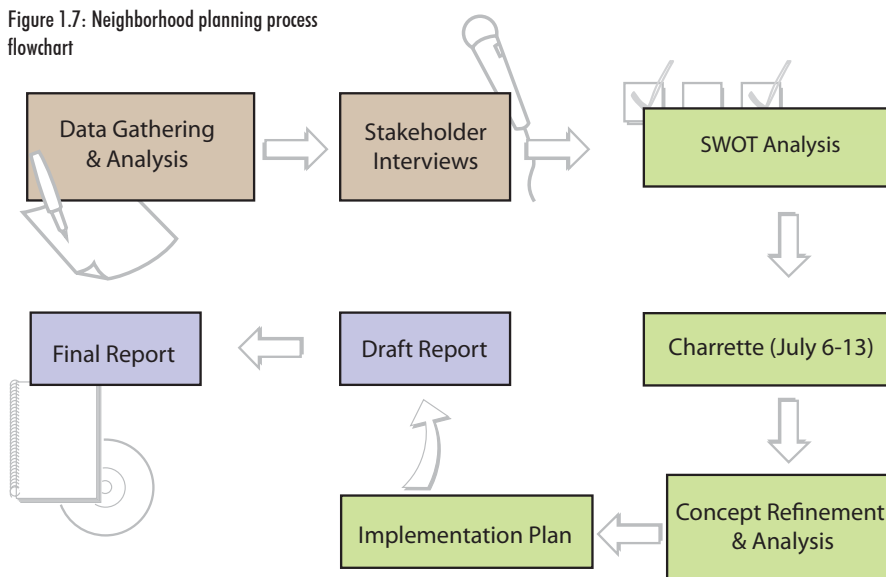 Figure 1.7: Neighborhood planning process
flowchart
Data Gathering
& Analysis
Stakeholder
Interviews
SWOT Analysis
Charrette (July 6-13)
Concept Refinement
& Analysis
Implementation Plan
Draft Report
Final Report